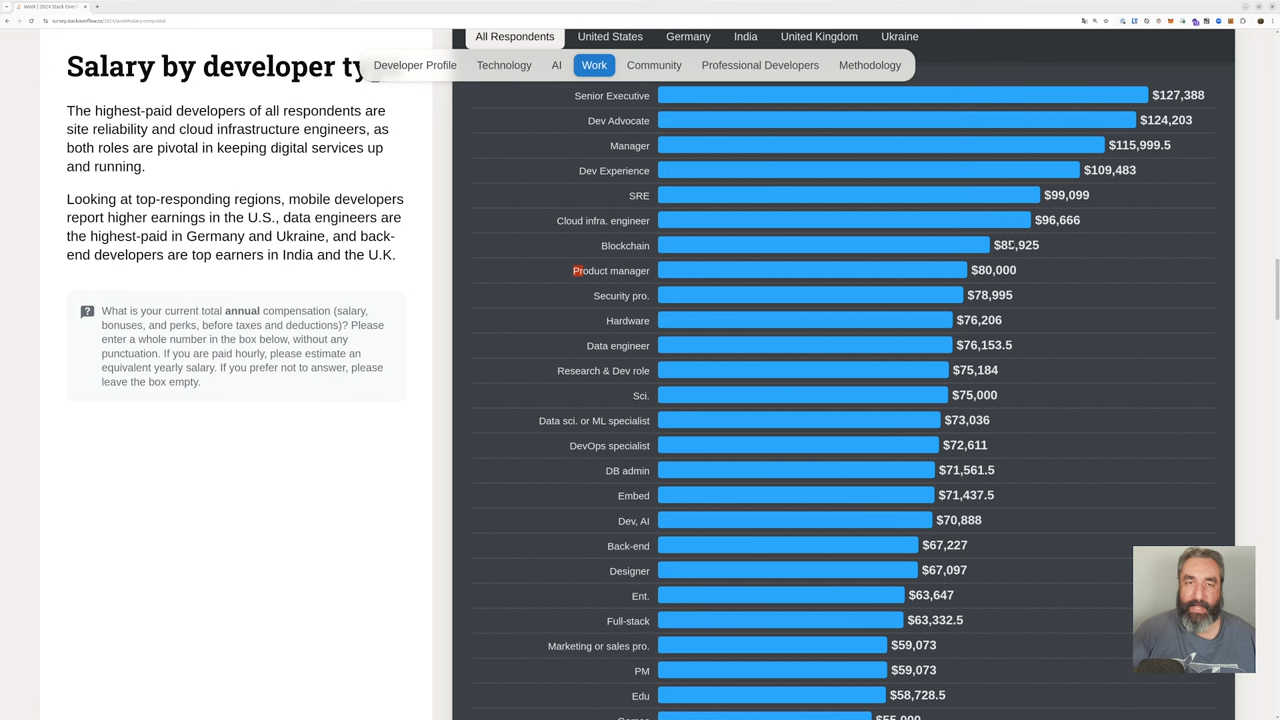 Work | 2024 Stack Over
survey.stackoverflow.co/2024/work#salary-comp-total
All Respondents
United States
Germany
India
United Kingdom
Ukraine
Developer Profile
Technology
AI
Work
Community
Professional Developers
Methodology
Salary by developer ty
The highest-paid developers of all respondents are
site reliability and cloud infrastructure engineers, as
both roles are pivotal in keeping digital services up
and running.
Looking at top-responding regions, mobile developers
report higher earnings in the U.S., data engineers are
the highest-paid in Germany and Ukraine, and back-
end developers are top earners in India and the U.K.
What is your current total annual compensation (salary,
bonuses, and perks, before taxes and deductions)? Please
enter a whole number in the box below, without any
punctuation. If you are paid hourly, please estimate an
equivalent yearly salary. If you prefer not to answer, please
leave the box empty.
Senior Executive $127,388
Dev Advocate $124,203
Manager $115,999.5
Dev Experience $109,483
SRE $99,099
Cloud infra. engineer $96,666
Blockchain
Product manager $80,000
Security pro. $78,995
Hardware $76,206
Data engineer $76,153.5
Research & Dev role $75,184
Sci. $75,000
Data sci. or ML specialist $73,036
DevOps specialist $72,611
DB admin $71,561.5
Embed $71,437.5
Dev, AI $70,888
Back-end $67,227
Designer $67,097
Ent. $63,647
Full-stack $63,332.5
Marketing or sales pro. $59,073
PM $59,073
Edu $58,728.5